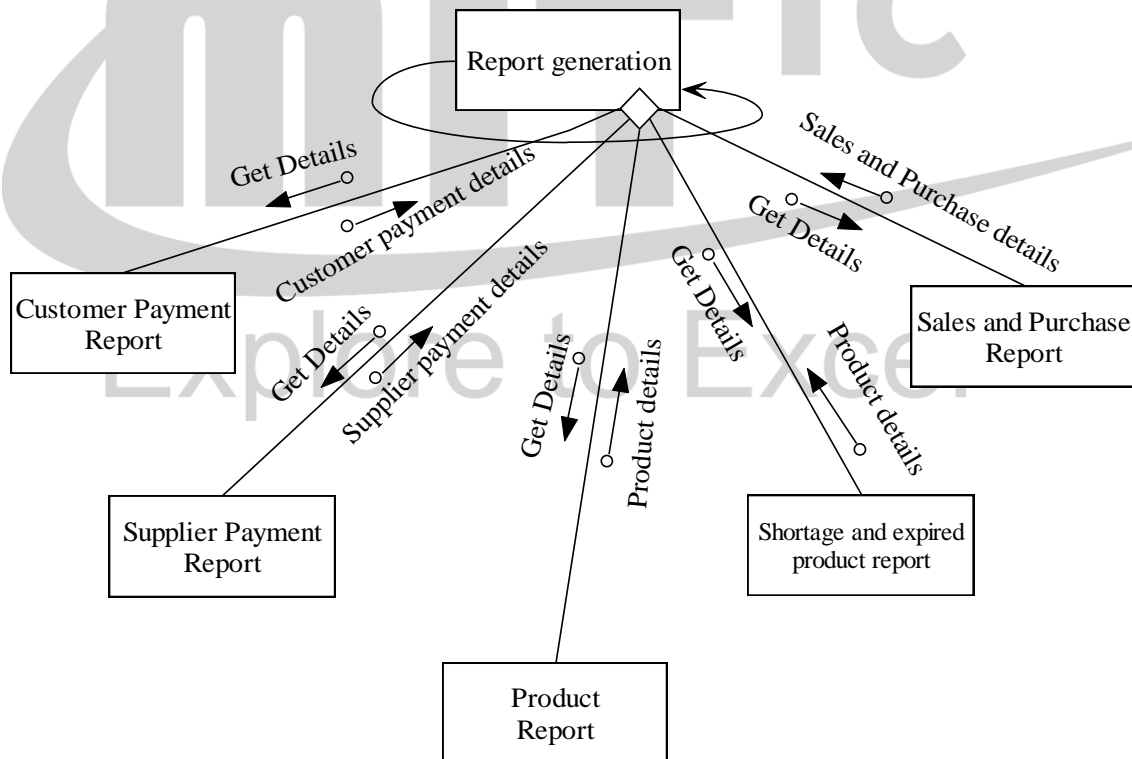 Report generation
Get Details
Customer payment details
Sales and Purchase details
Get Details
Customer Payment
Report
Get Details
Supplier payment details
Get Details
Product details
Get Details
Product details
Sales and Purchase
Report
Supplier Payment
Report
Shortage and expired
product report
Product
Report
Explore to Excel